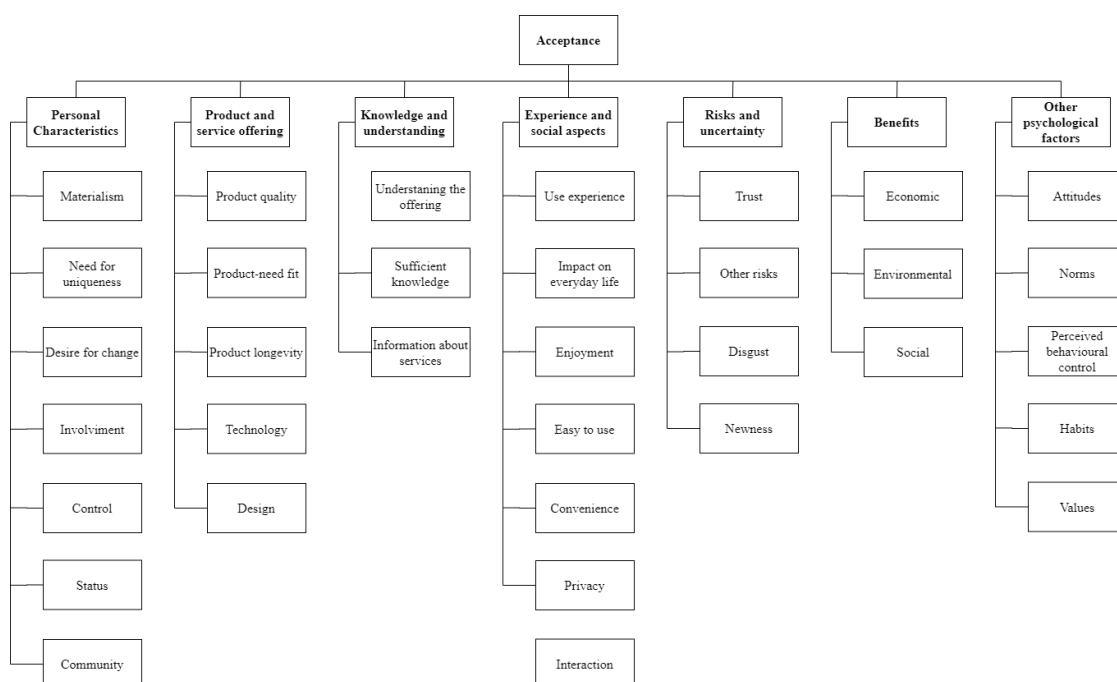 Acceptance
Personal
Characteristics
Materialism
Need for
uniqueness
Desire for change
Involviment
Control
Status
Community
Product and
service offering
Product quality
Product-need fit
Product longevity
Technology
Design
Knowledge and
understanding
Understaning the
offering
Sufficient
knowledge
Information about
services
Experience and
social aspects
Use experience
Impact on
everyday life
Enjoyment
Easy to use
Convenience
Privacy
Interaction
Risks and
uncertainty
Trust
Other risks
Disgust
Newness
Benefits
Economic
Environmental
Social
Other
psychological
factors
Attitudes
Norms
Perceived
behavioural
control
Habits
Values